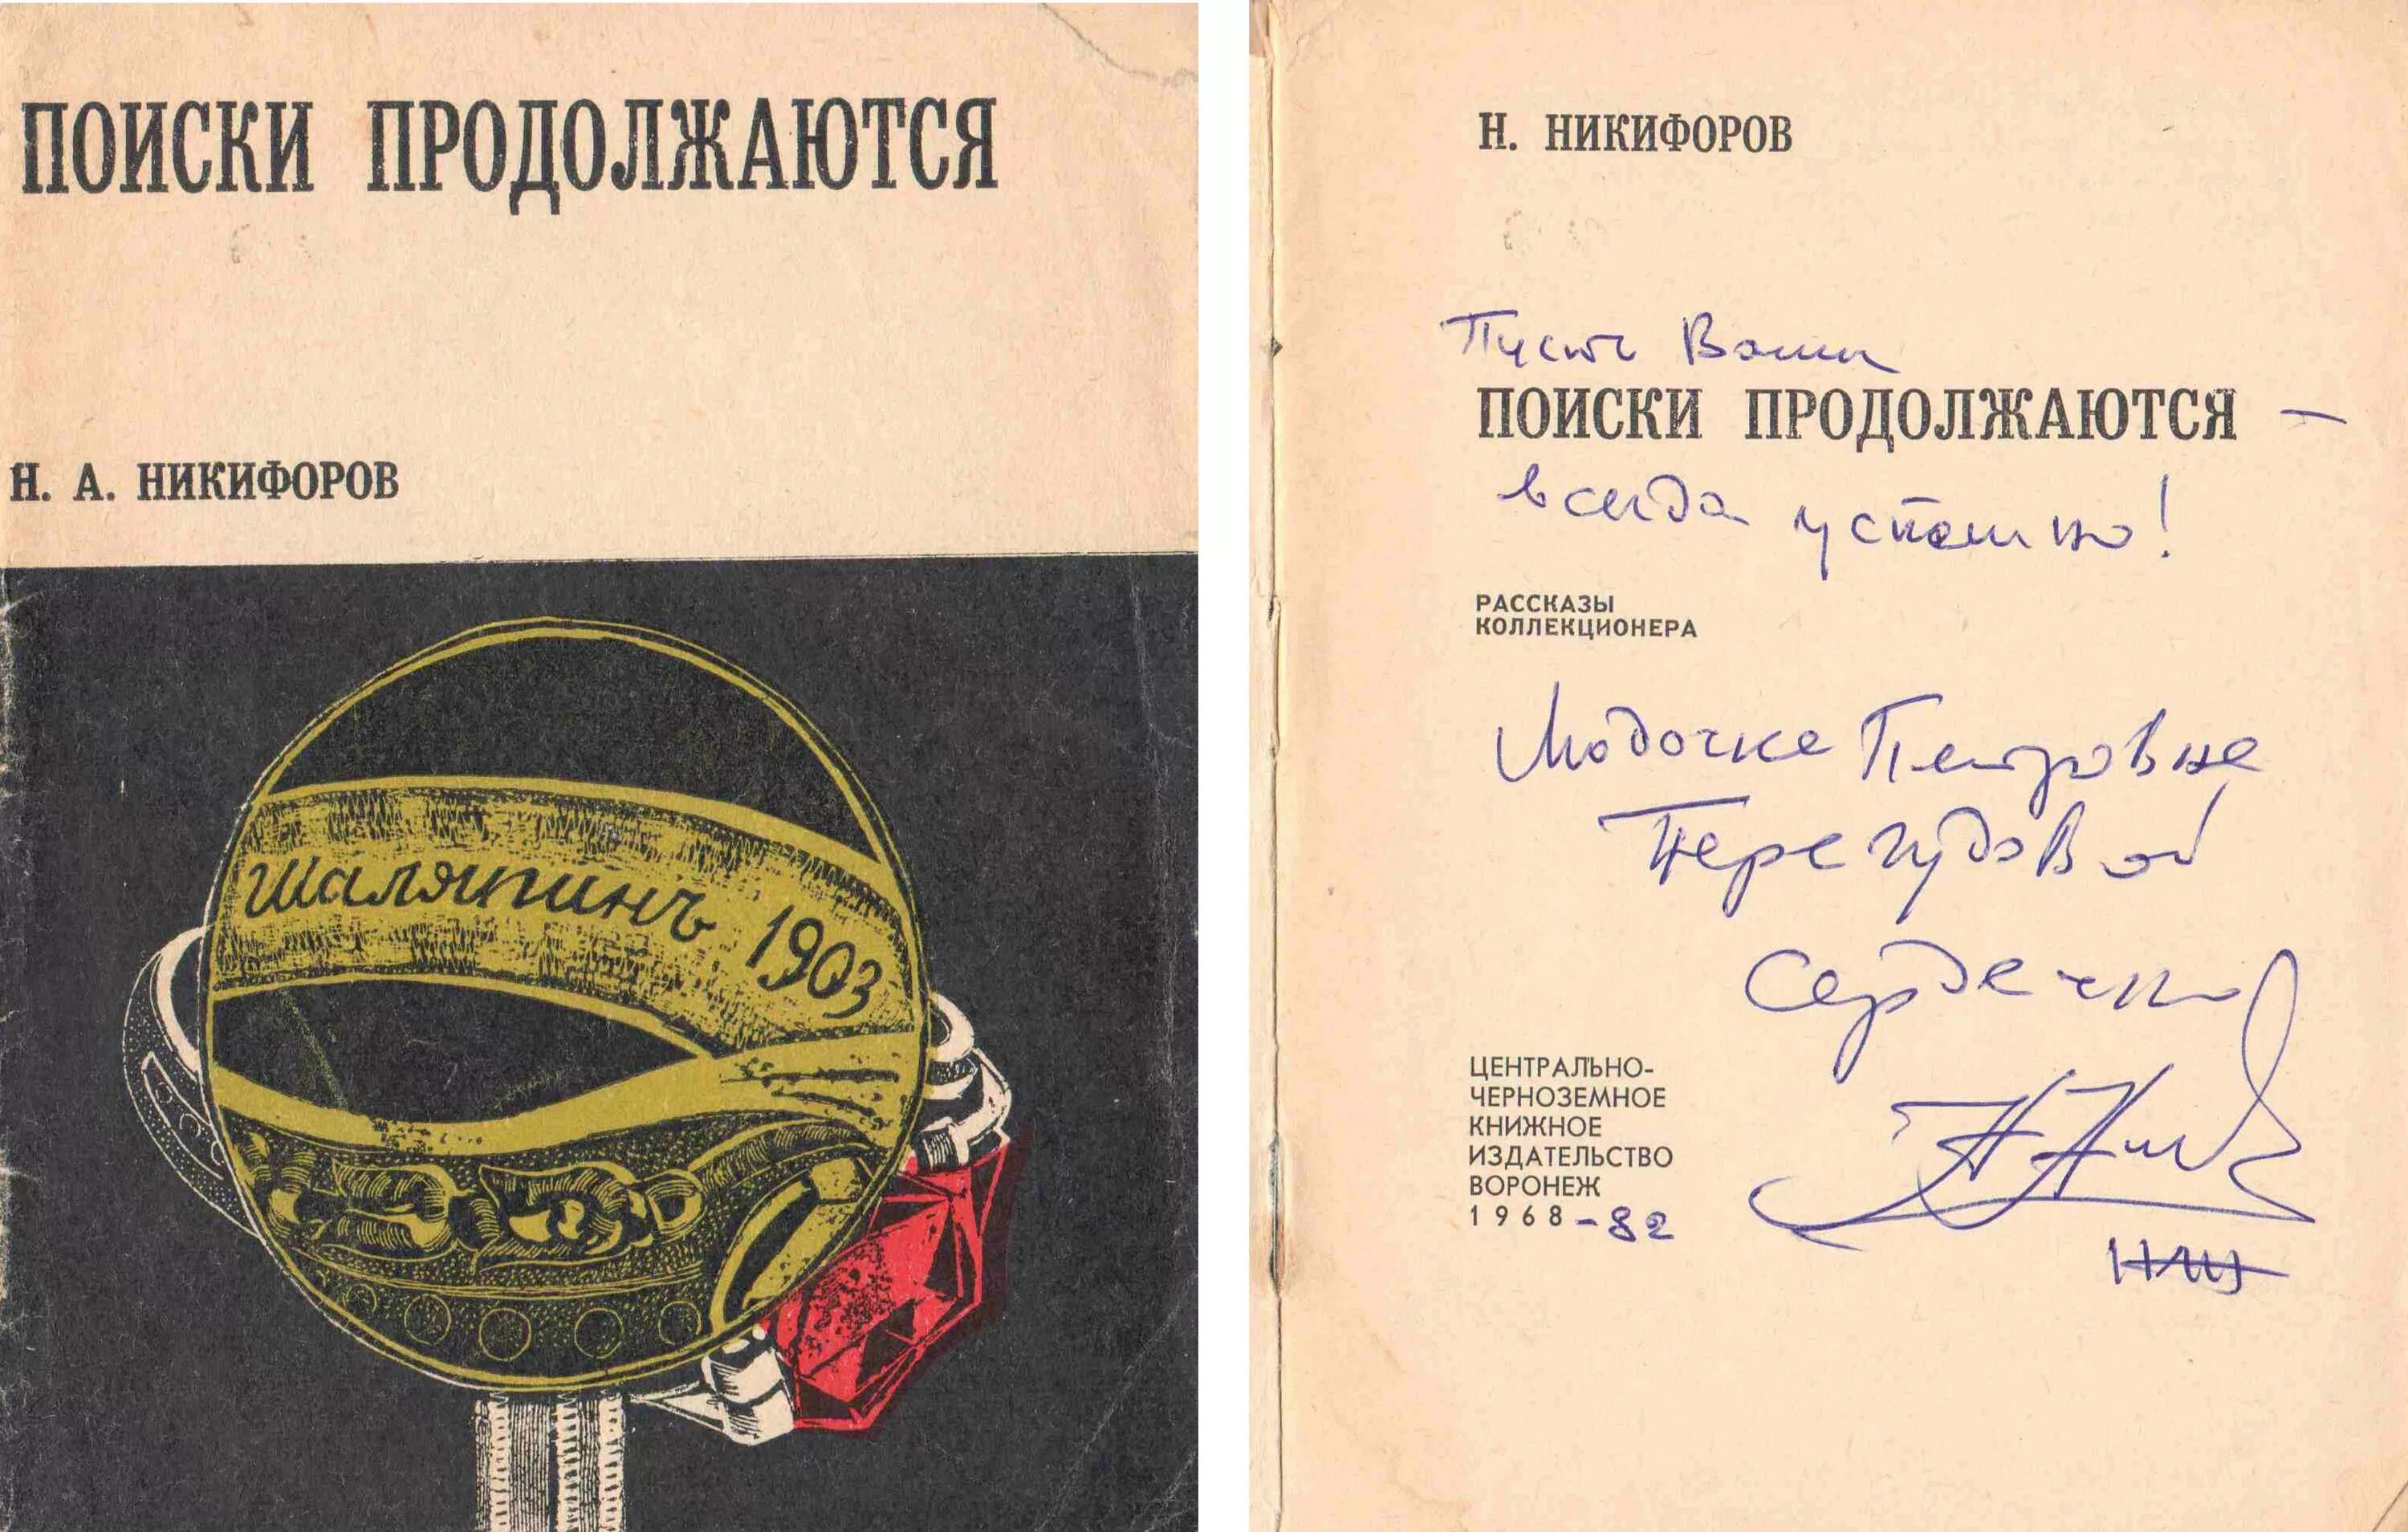 ПОИСКИ ПРОДОЛЖАЮТСЯ
Н. А. НИКИФОРОВ
Шаляпинъ 1903
Н. НИКИФОРОВ
Пусть Ваши
ПОИСКИ ПРОДОЛЖАЮТСЯ –
всегда успешно!
РАССКАЗЫ
КОЛЛЕКЦИОНЕРА
Людочке Петровне
Перегудовой
Сердечно
ЦЕНТРАЛЬНО-
ЧЕРНОЗЕМНОЕ
КНИЖНОЕ
ИЗДАТЕЛЬСТВО
ВОРОНЕЖ
1968-82